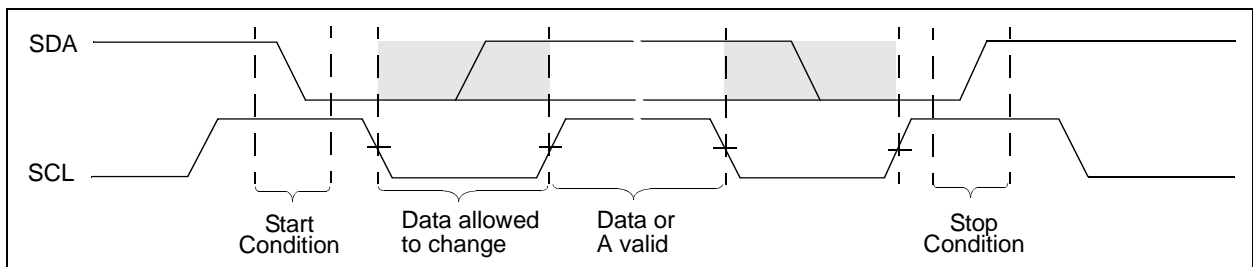 SDA
SCL
Start
Condition
Data allowed
to change
Data or
A valid
Stop
Condition